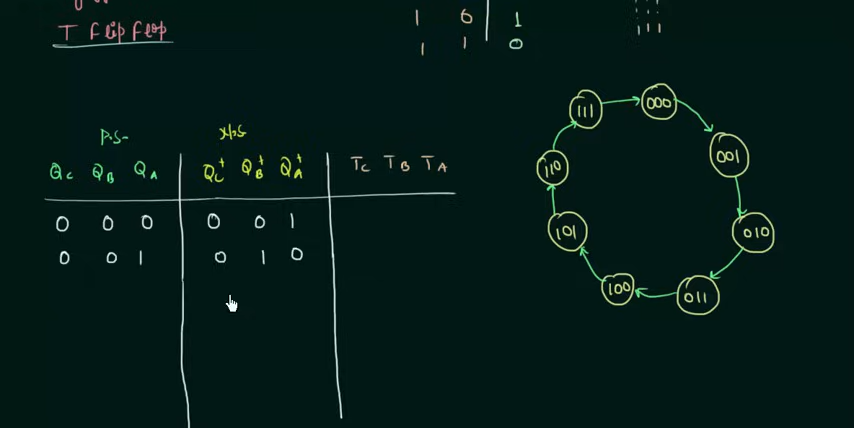 T flip flop
1 0 1
1 1 0
P.S N.S
Qc QB QA Qc+ QB+ QA+ Tc TB TA
0 0 0 0 0 1
0 0 1 0 1 0
111 000
110 001
101 010
100 011